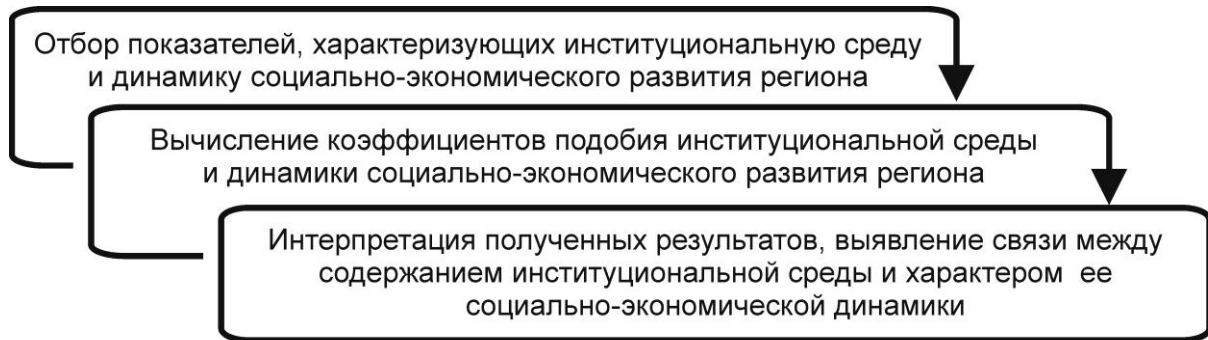 Отбор показателей, характеризующих институциональную среду
и динамику социально-экономического развития региона
Вычисление коэффициентов подобия институциональной среды
и динамики социально-экономического развития региона
Интерпретация полученных результатов, выявление связи между
содержанием институциональной среды и характером ее
социально-экономической динамики